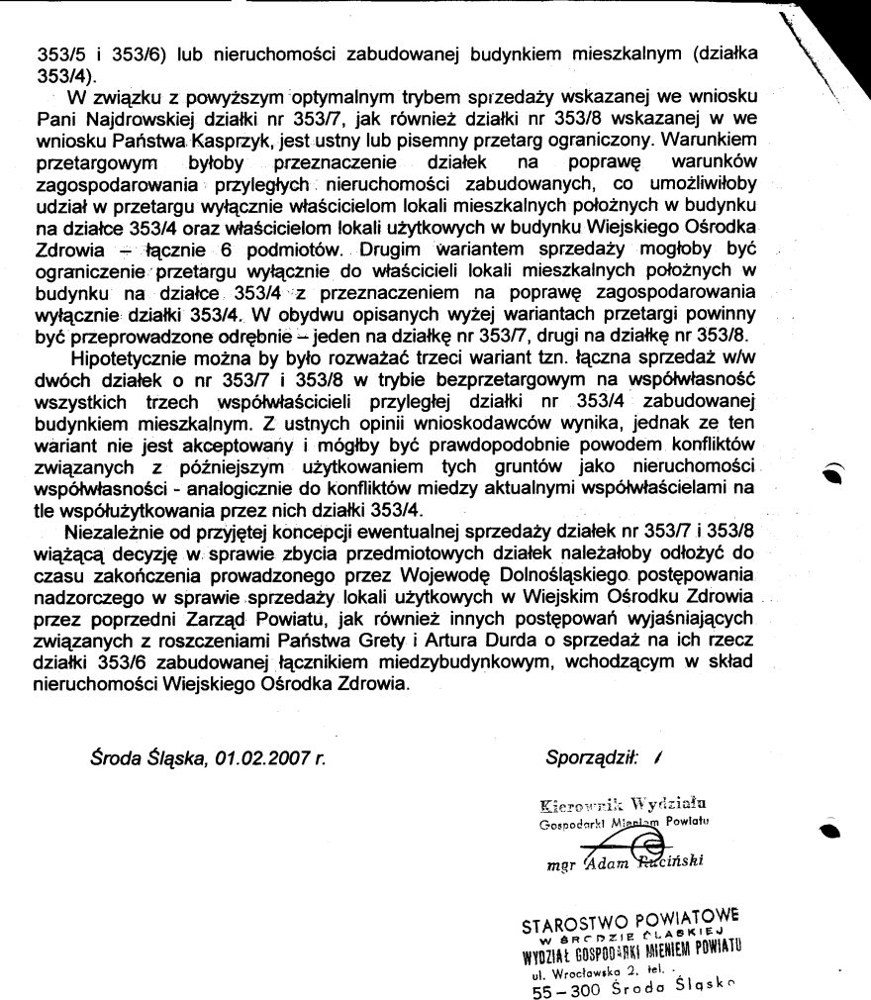 353/5 i 353/6) lub nieruchomości zabudowanej budynkiem mieszkalnym (działka
353/4).
W związku z powyższym optymalnym trybem sprzedaży wskazanej we wniosku
Pani Najdrowskiej działki nr 353/7, jak również działki nr 353/8 wskazanej w we
wniosku Państwa Kasprzyk, jest ustny lub pisemny przetarg ograniczony. Warunkiem
przetargowym byłoby przeznaczenie działek na poprawę warunków
zagospodarowania przyległych nieruchomości zabudowanych, co umożliwiłoby
udział w przetargu wyłącznie właścicielom lokali mieszkalnych położnych w budynku
na działce 353/4 oraz właścicielom lokali użytkowych w budynku Wiejskiego Ośrodka
Zdrowia – łącznie 6 podmiotów. Drugim wariantem sprzedaży mogłoby być
ograniczenie przetargu wyłącznie do właścicieli lokali mieszkalnych położnych w
budynku na działce 353/4 z przeznaczeniem na poprawę zagospodarowania
wyłącznie działki 353/4. W obydwu opisanych wyżej wariantach przetargi powinny
być przeprowadzone odrębnie – jeden na działkę nr 353/7, drugi na działkę nr 353/8.
Hipotetycznie można by było rozważać trzeci wariant tzn. łączna sprzedaż w/w
dwóch działek o nr 353/7 i 353/8 w trybie bezprzetargowym na współwłasność
wszystkich trzech współwłaścicieli przyległej działki nr 353/4 zabudowanej
budynkiem mieszkalnym. Z ustnych opinii wnioskodawców wynika, jednak ze ten
wariant nie jest akceptowany i mógłby być prawdopodobnie powodem konfliktów
związanych z późniejszym użytkowaniem tych gruntów jako nieruchomości
współwłasności - analogicznie do konfliktów miedzy aktualnymi współwłaścielami na
tle współużytkowania przez nich działki 353/4.
Niezależnie od przyjętej koncepcji ewentualnej sprzedaży działek nr 353/7 i 353/8
wiążącą decyzję w sprawie zbycia przedmiotowych działek należałoby odłożyć do
czasu zakończenia prowadzonego przez Wojewodę Dolnośląskiego postępowania
nadzorczego w sprawie sprzedaży lokali użytkowych w Wiejskim Ośrodku Zdrowia
przez poprzedni Zarząd Powiatu, jak również innych postępowań wyjaśniających
związanych z roszczeniami Państwa Grety i Artura Durda o sprzedaż na ich rzecz
działki 353/6 zabudowanej łącznikiem miedzybudynkowym, wchodzącym w skład
nieruchomości Wiejskiego Ośrodka Zdrowia.
Środa Śląska, 01.02.2007 r.
Sporządził:
Kierownik Wydziału
Gospodarki Mieniem Powiatu
mgr Adam Ruciński
STAROSTWO POWIATOWE
W ŚRODZIE ŚLĄSKIEJ
WYDZIAŁ GOSPODARKI MIENIEM POWIATU
ul. Wrocławska 2, tel.
55-300 Środa Śląska